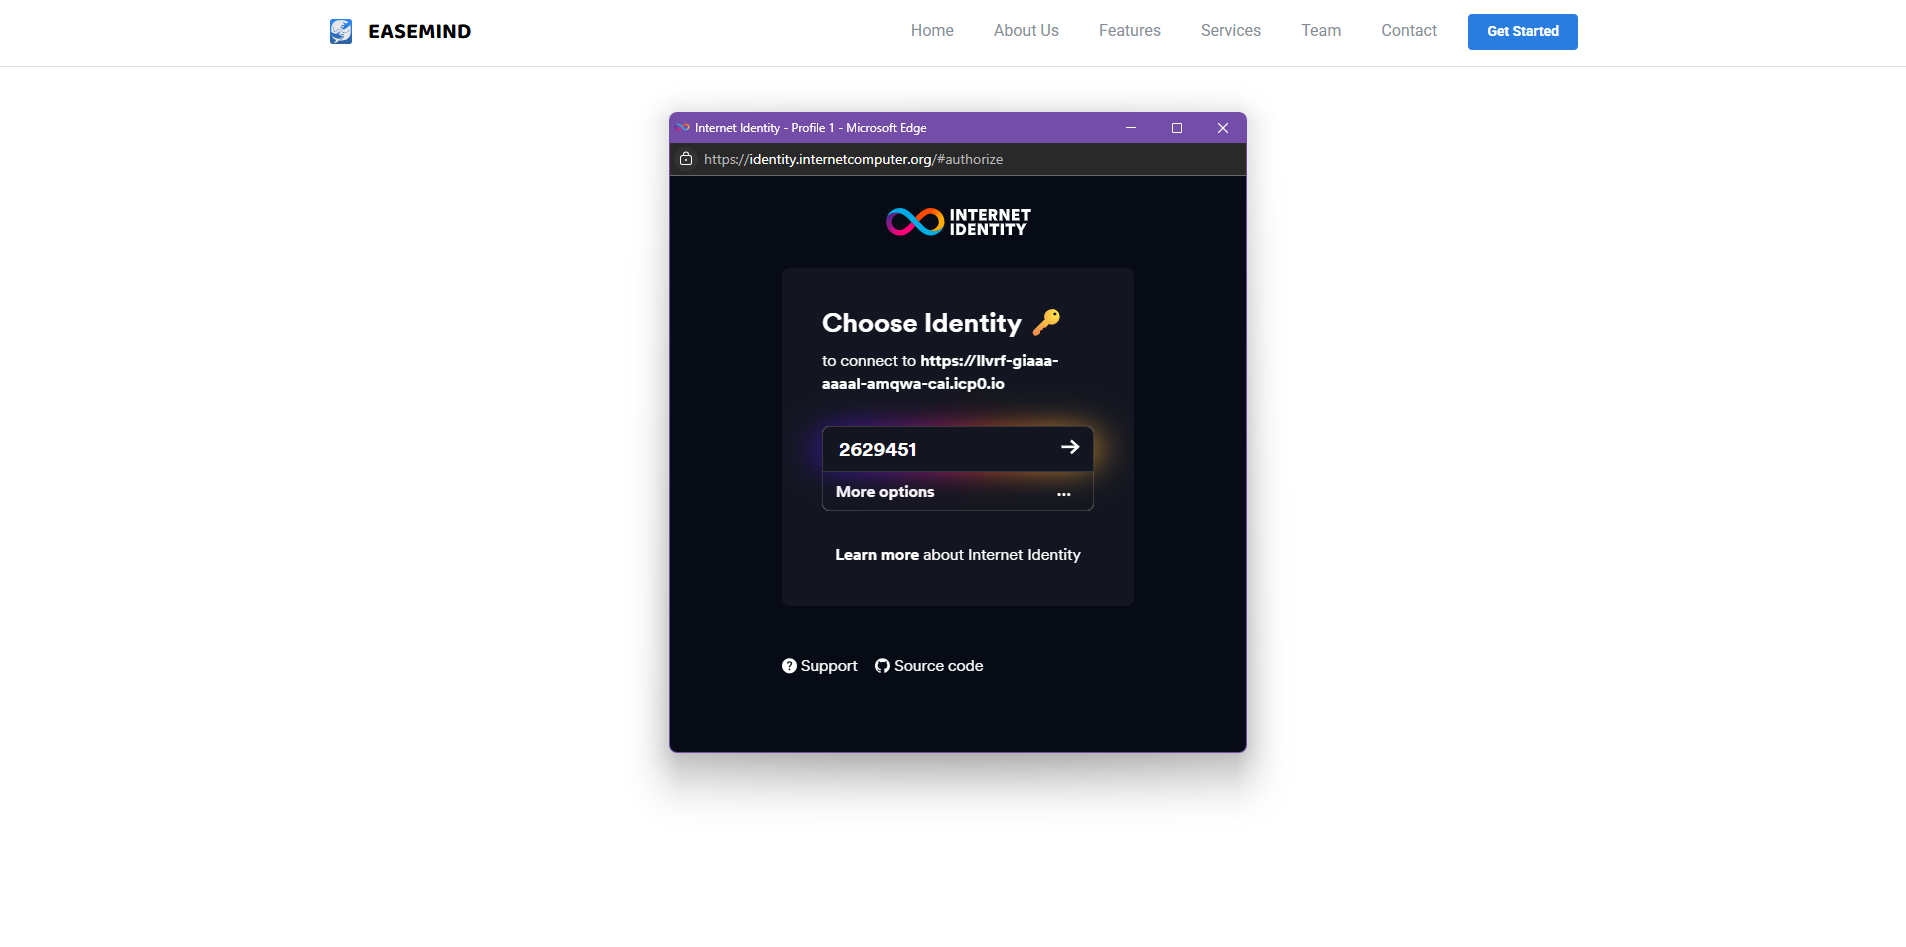 EASEMIND
Home
About Us
Features
Services
Team
Contact
Get Started
Internet Identity - Profile 1 - Microsoft Edge
https://identity.internetcomputer.org/#authorize
INTERNET
IDENTITY
Choose Identity
to connect to https://llvrf-giaaa-
aaaal-amqwa-cai.icp0.io
2629451
More options
...
Learn more about Internet Identity
Support
Source code